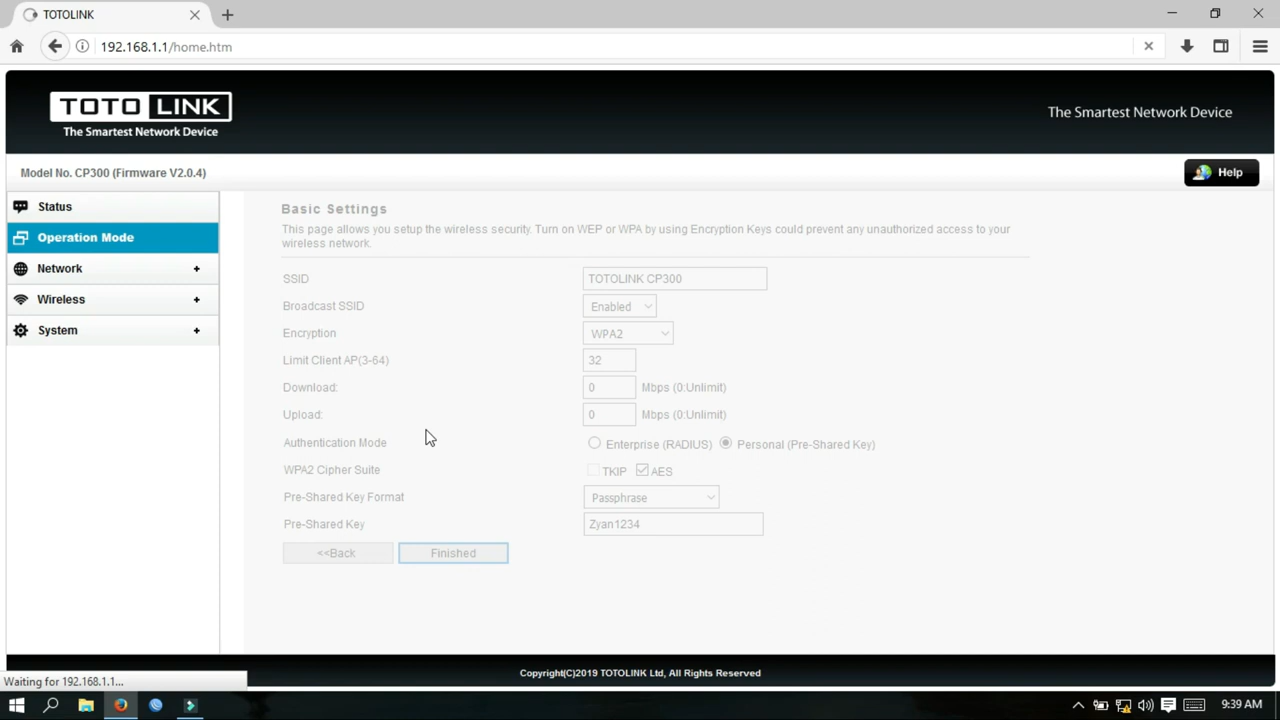 TOTOLINK
192.168.1.1/home.htm
TOTO LINK
The Smartest Network Device
The Smartest Network Device
Model No. CP300 (Firmware V2.0.4)
Help
Status
Operation Mode
Network +
Wireless +
System +
Basic Settings
This page allows you setup the wireless security. Turn on WEP or WPA by using Encryption Keys could prevent any unauthorized access to your
wireless network.
SSID TOTOLINK CP300
Broadcast SSID Enabled
Encryption WPA2
Limit Client AP(3-64) 32
Download: 0 Mbps (0:Unlimit)
Upload: 0 Mbps (0:Unlimit)
Authentication Mode Enterprise (RADIUS) Personal (Pre-Shared Key)
WPA2 Cipher Suite TKIP AES
Pre-Shared Key Format Passphrase
Pre-Shared Key Zyan1234
<<Back Finished
Copyright(C)2019 TOTOLINK Ltd, All Rights Reserved
Waiting for 192.168.1.1...
9:39 AM